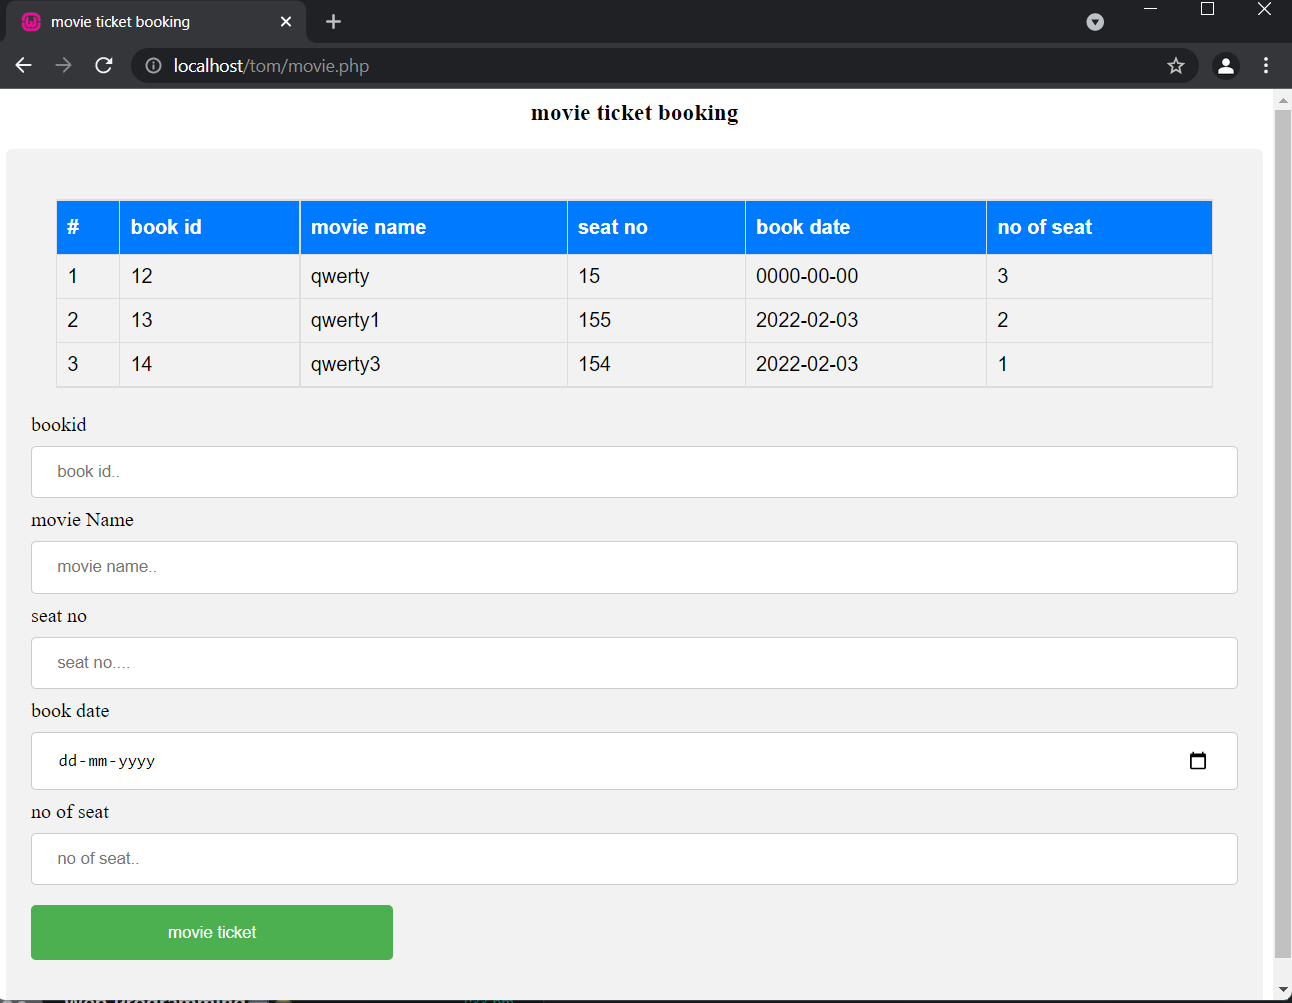 movie ticket booking
localhost/tom/movie.php
movie ticket booking
# book id movie name seat no book date no of seat
1 12 qwerty 15 0000-00-00 3
2 13 qwerty1 155 2022-02-03 2
3 14 qwerty3 154 2022-02-03 1
bookid
book id..
movie Name
movie name..
seat no
seat no....
book date
dd-mm-yyyy
no of seat
no of seat..
movie ticket